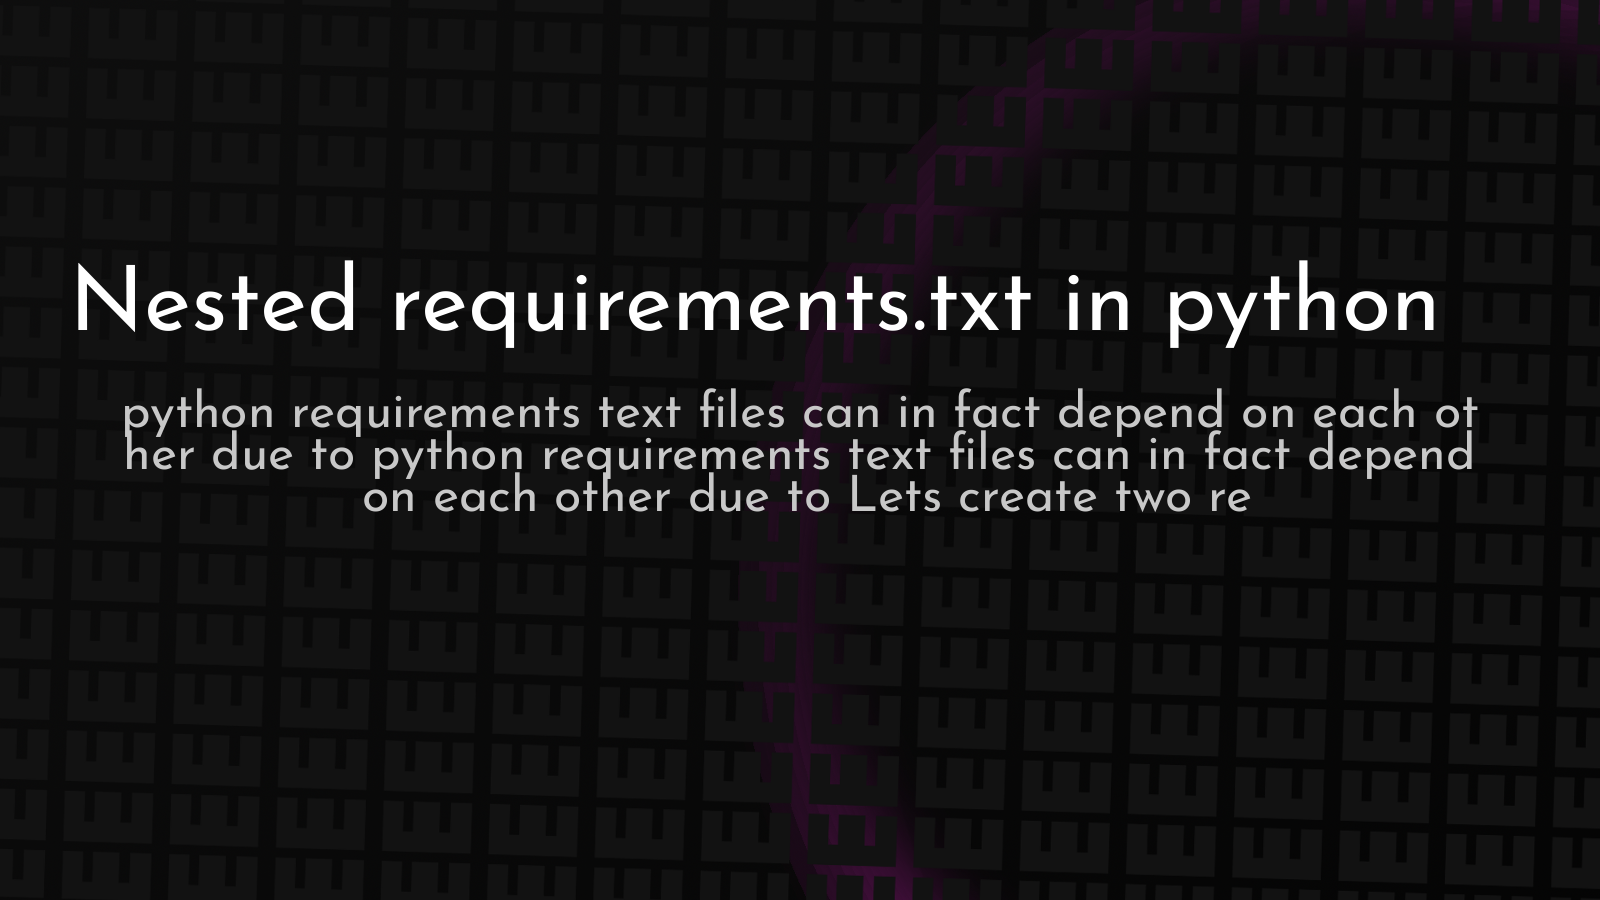 Nested requirements.txt in python
python requirements text files can in fact depend on each ot
her due to python requirements text files can in fact depend
on each other due to Lets create two re